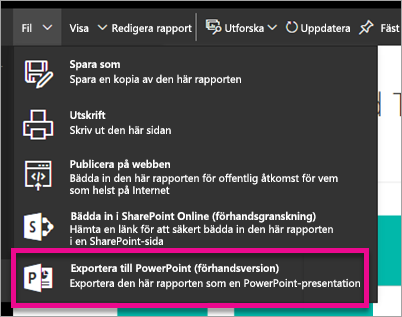 Fil Visa Redigera rapport Utforska Uppdatera Fäst
Spara som
Spara en kopia av den här rapporten
Utskrift
Skriv ut den här sidan
Publicera på webben
Bädda in den här rapporten för offentlig åtkomst för vem
som helst på Internet
Bädda in i SharePoint Online (förhandsgranskning)
Hämta en länk för att säkert bädda in den här rapporten
i en SharePoint-sida
Exportera till PowerPoint (förhandsversion)
Exportera den här rapporten som en PowerPoint-presentation